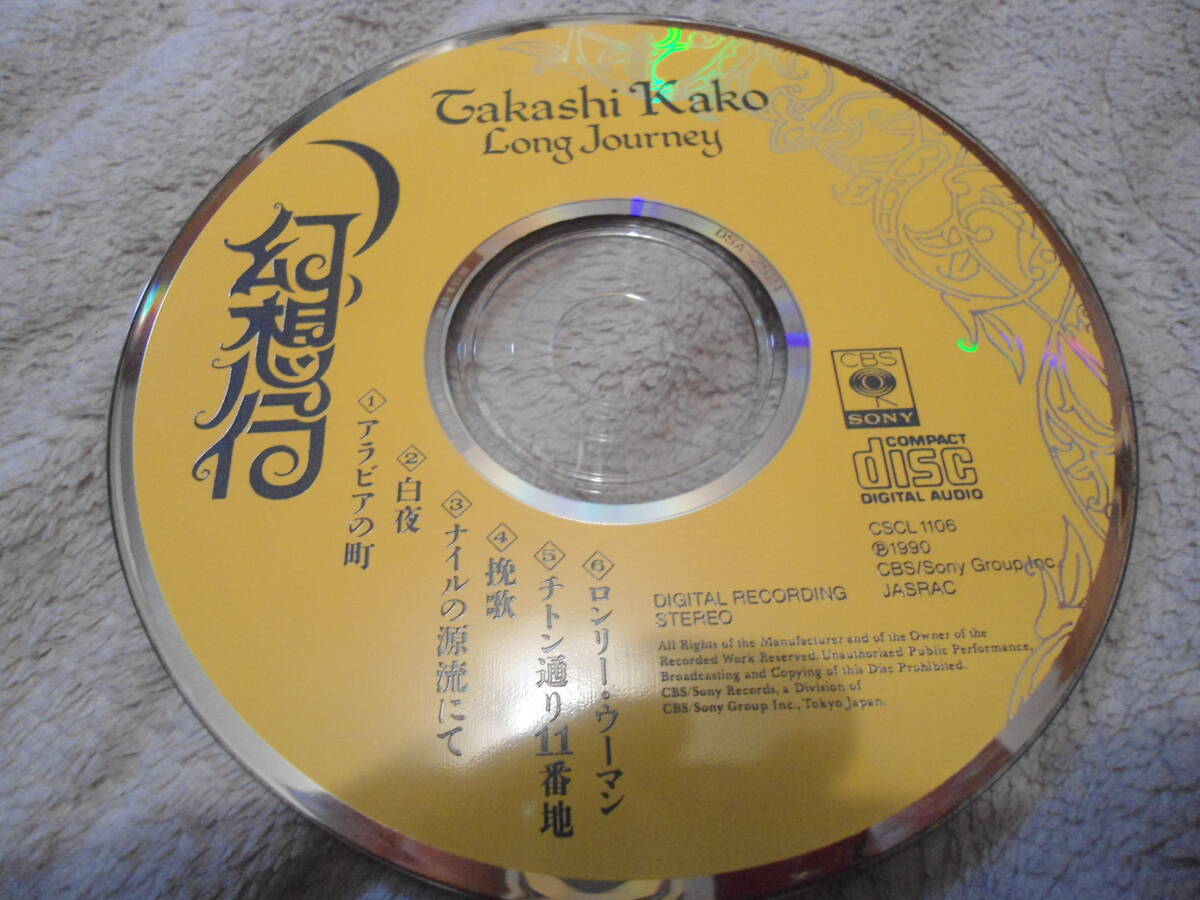 Takashi Kako
Long Journey
幻想行
1 アラビアの町
2 白夜
3 ナイルの源流にて
4 挽歌
5 チトン通り11番地
6 ロンリー・ウーマン
CBS
SONY
COMPACT
disc
DIGITAL AUDIO
CSCL 1106
℗1990
CBS/Sony Group Inc.
JASRAC
DIGITAL RECORDING
STEREO
All Rights of the Manufacturer and of the Owner of the
Recorded Work Reserved. Unauthorized Public Performance,
Broadcasting and Copying of this Disc Prohibited.
CBS/Sony Records, a Division of
CBS/Sony Group Inc., Tokyo Japan.